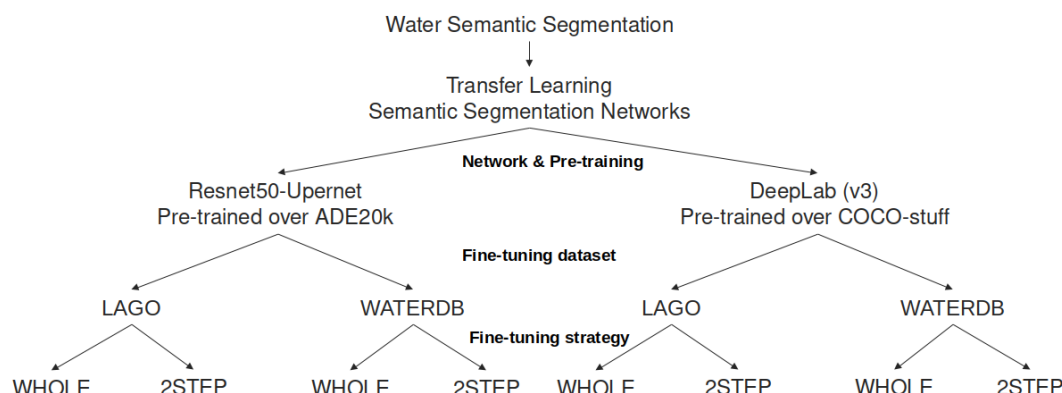 Water Semantic Segmentation
Transfer Learning
Semantic Segmentation Networks
Network & Pre-training
Resnet50-Upernet
Pre-trained over ADE20k
DeepLab (v3)
Pre-trained over COCO-stuff
Fine-tuning dataset
LAGO
WATERDB
LAGO
WATERDB
Fine-tuning strategy
WHOLE
2STEP
WHOLE
2STEP
WHOLE
2STEP
WHOLE
2STEP